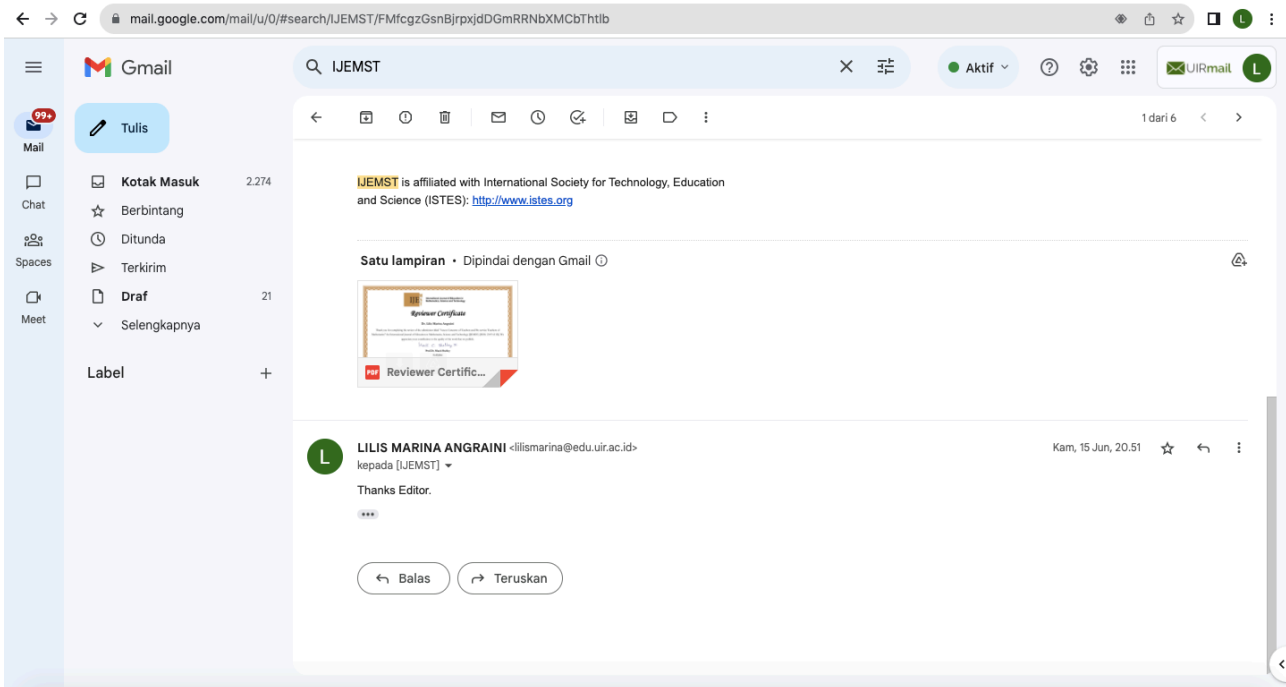 mail.google.com/mail/u/0/#search/IJEMST/FMfcgzGsnBjrpxjdDGmRRNbXMCbThtlb
L
Gmail
IJEMST
Aktif
UIRmail
L
99+
Mail
Chat
Spaces
Meet
Tulis
Kotak Masuk 2.274
Berbintang
Ditunda
Terkirim
Draf 21
Selengkapnya
Label
1 dari 6
IJEMST is affiliated with International Society for Technology, Education
and Science (ISTES): http://www.istes.org
Satu lampiran • Dipindai dengan Gmail
Reviewer Certificate
PDF Reviewer Certific...
L
LILIS MARINA ANGRAINI <lilismarina@edu.uir.ac.id> Kam, 15 Jun, 20.51
kepada [IJEMST]
Thanks Editor.
Balas Teruskan